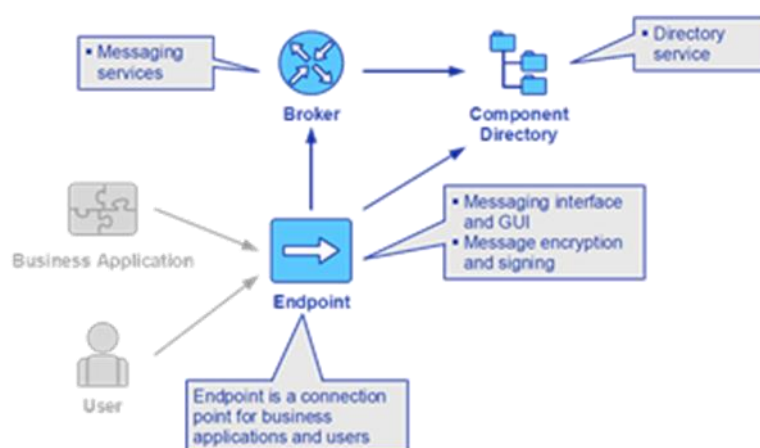 ▪ Messaging
services
▪ Directory
service
Broker
Component
Directory
▪ Messaging interface
and GUI
▪ Message encryption
and signing
Business Application
Endpoint
User
Endpoint is a connection
point for business
applications and users